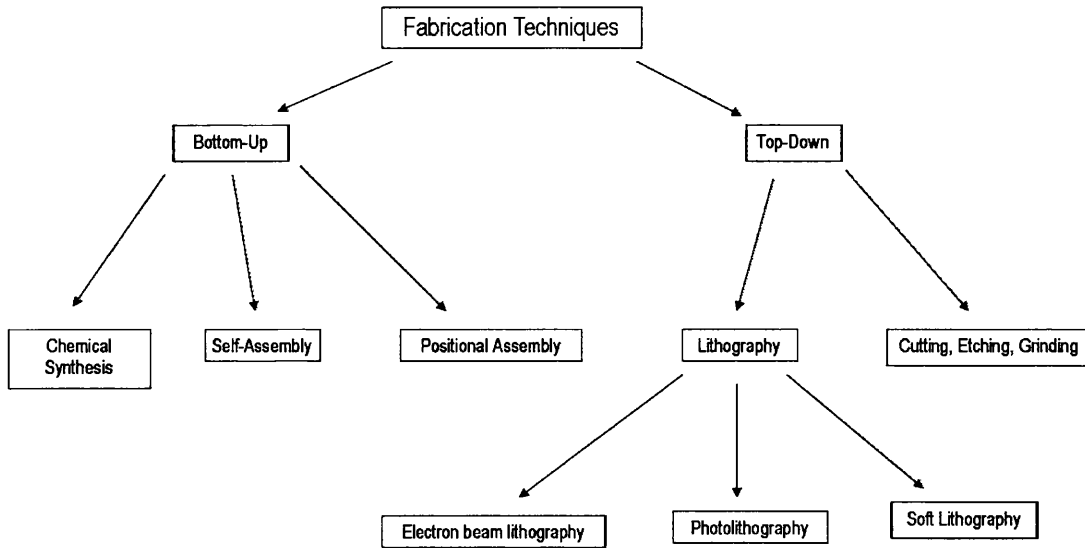 Fabrication Techniques
Bottom-Up
Top-Down
Chemical
Synthesis
Self-Assembly
Positional Assembly
Lithography
Cutting, Etching, Grinding
Electron beam lithography
Photolithography
Soft Lithography